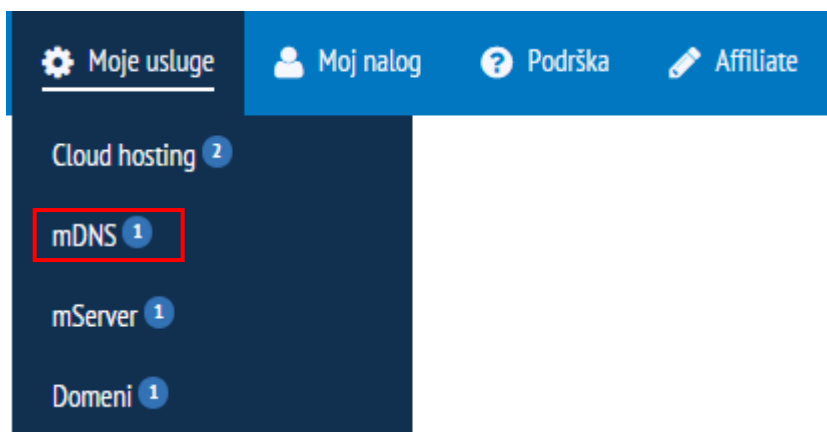 Moje usluge Moj nalog Podrška Affiliate
Cloud hosting 2
mDNS 1
mServer 1
Domeni 1